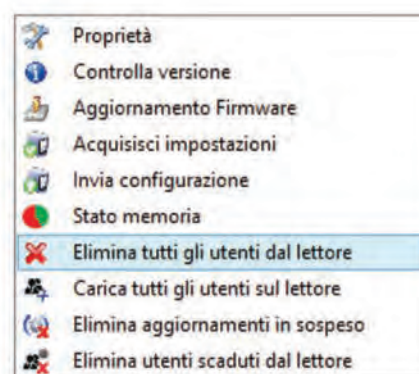 Proprietà
Controlla versione
Aggiornamento Firmware
Acquisisci impostazioni
Invia configurazione
Stato memoria
Elimina tutti gli utenti dal lettore
Carica tutti gli utenti sul lettore
Elimina aggiornamenti in sospeso
Elimina utenti scaduti dal lettore